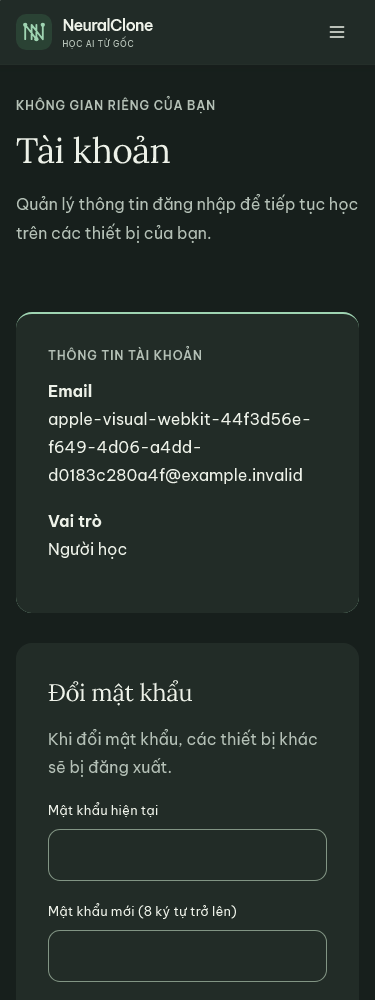 NeuralClone
HỌC AI TỪ GỐC
KHÔNG GIAN RIÊNG CỦA BẠN
Tài khoản
Quản lý thông tin đăng nhập để tiếp tục học
trên các thiết bị của bạn.
THÔNG TIN TÀI KHOẢN
Email
apple-visual-webkit-44f3d56e-
f649-4d06-a4dd-
d0183c280a4f@example.invalid
Vai trò
Người học
Đổi mật khẩu
Khi đổi mật khẩu, các thiết bị khác
sẽ bị đăng xuất.
Mật khẩu hiện tại
Mật khẩu mới (8 ký tự trở lên)